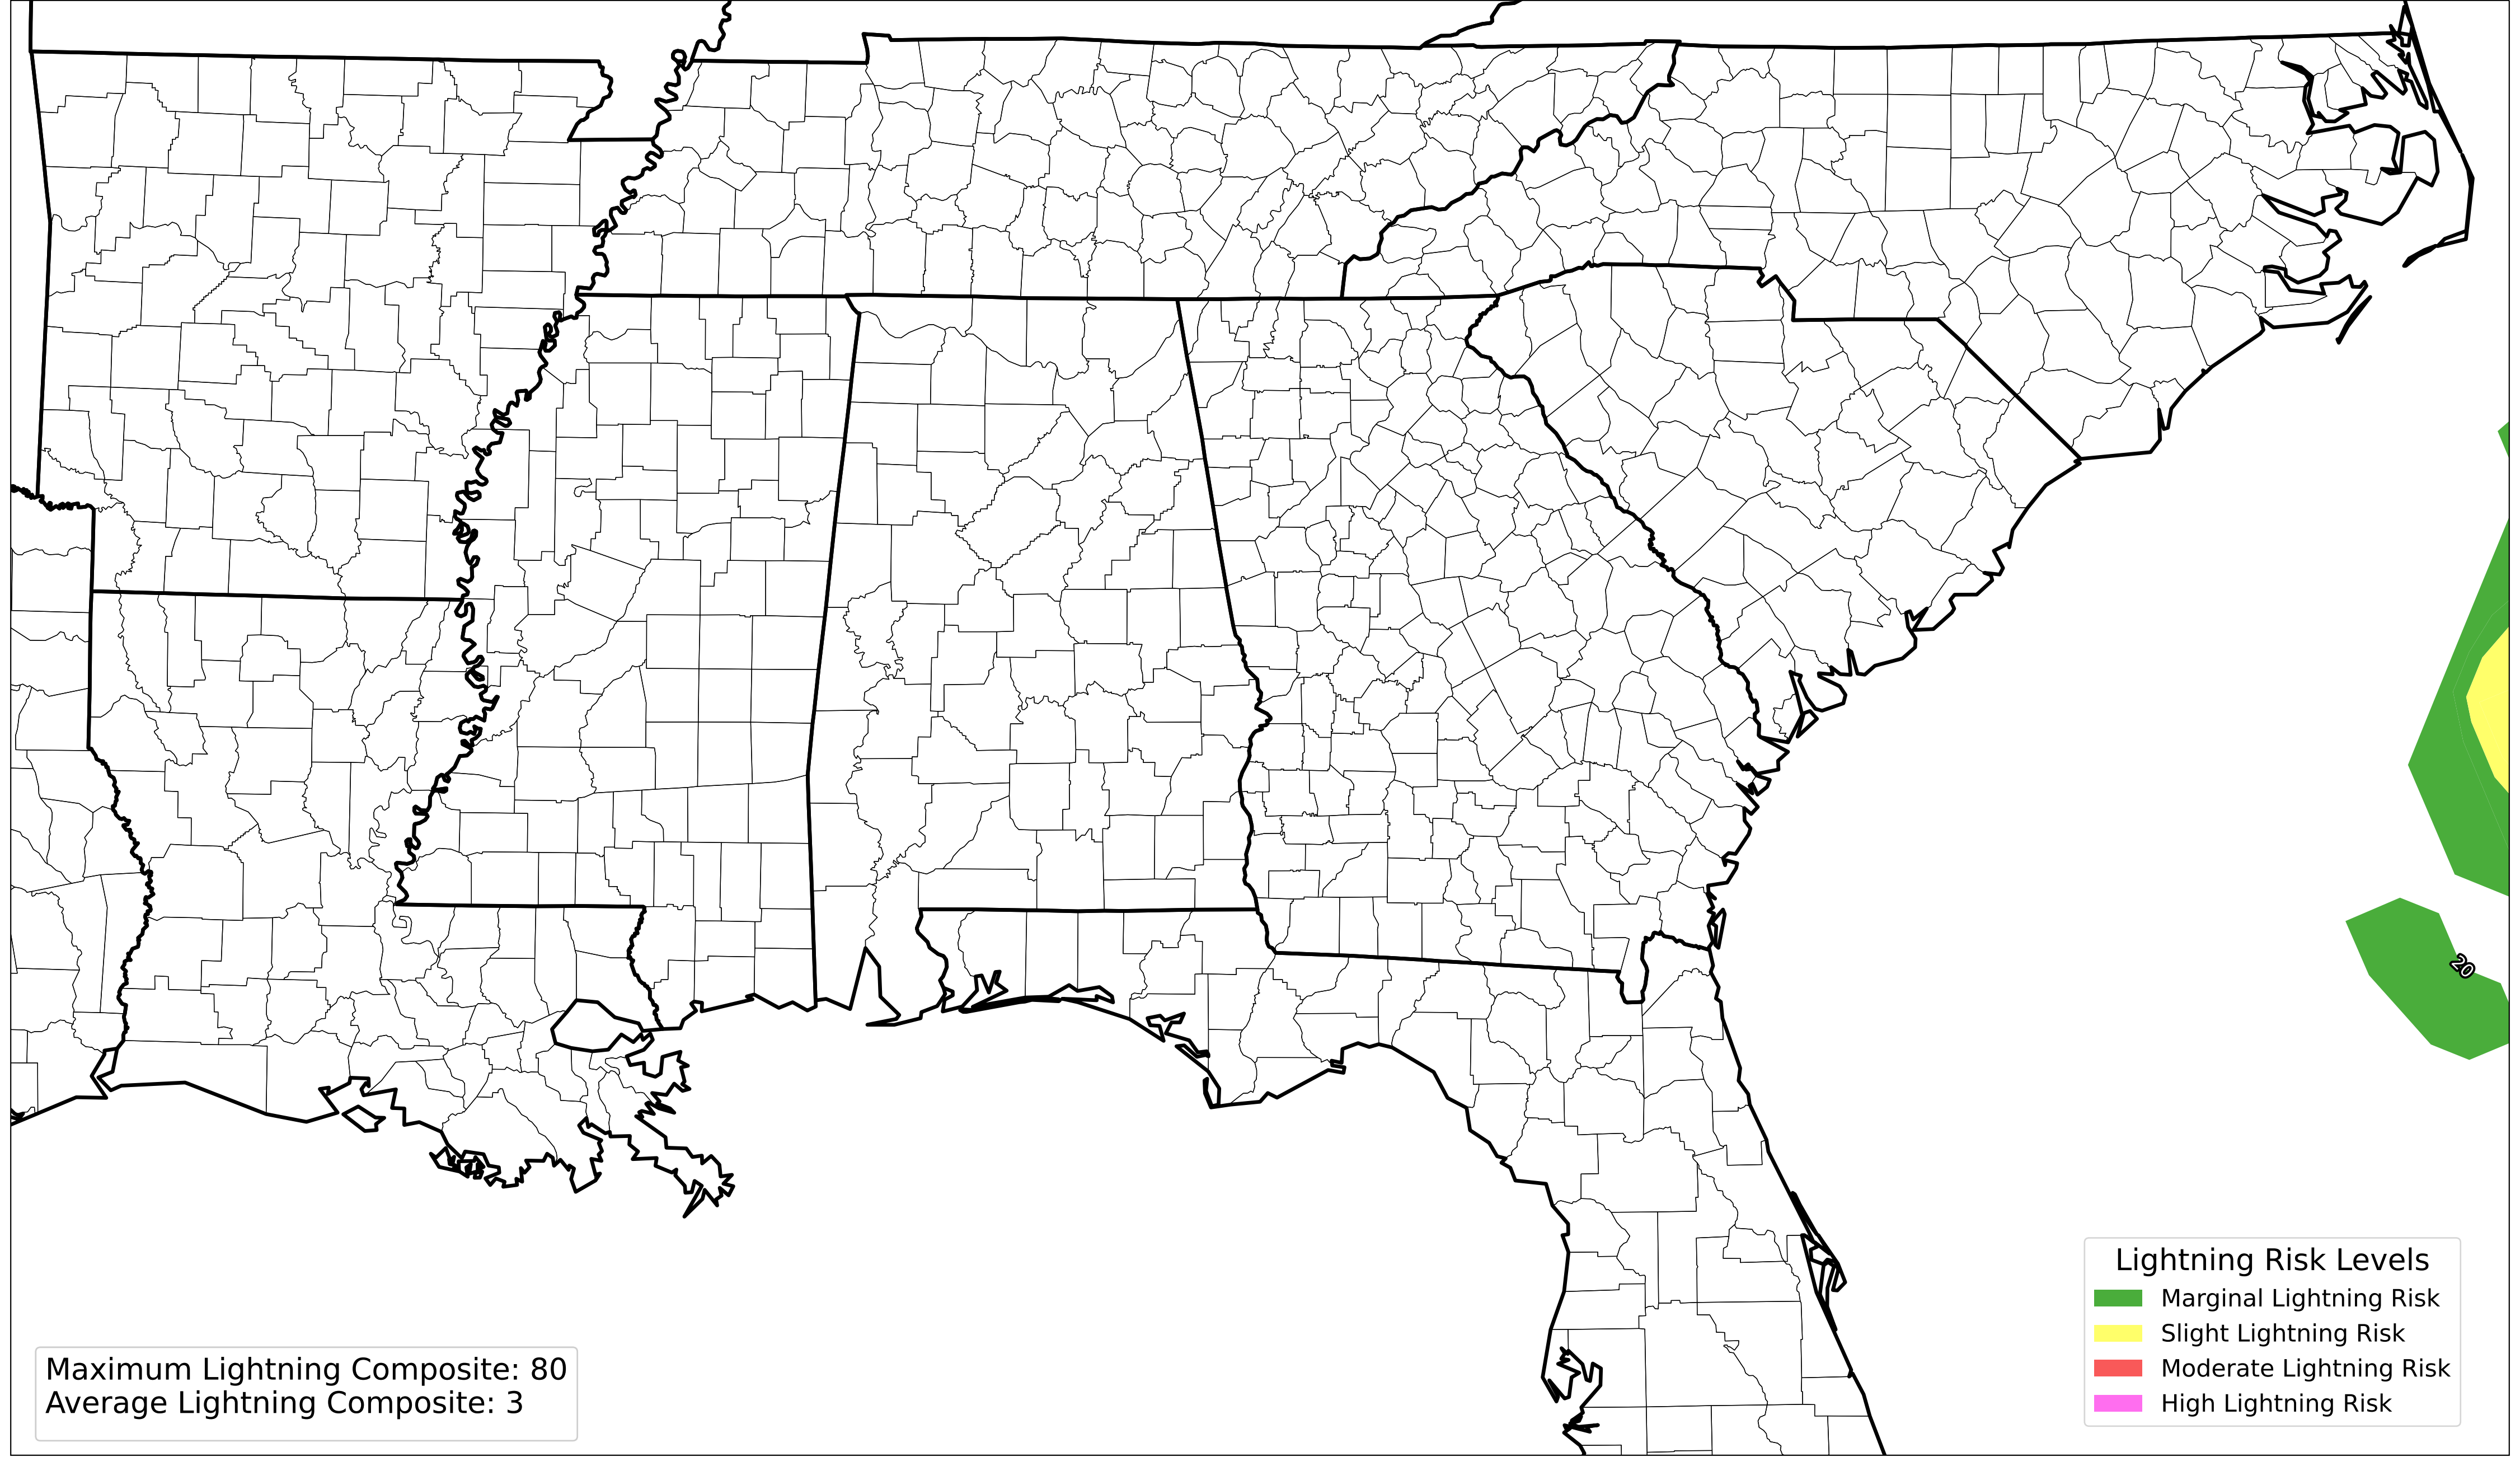 20
Lightning Risk Levels
Marginal Lightning Risk
Slight Lightning Risk
Moderate Lightning Risk
High Lightning Risk
Maximum Lightning Composite: 80
Average Lightning Composite: 3